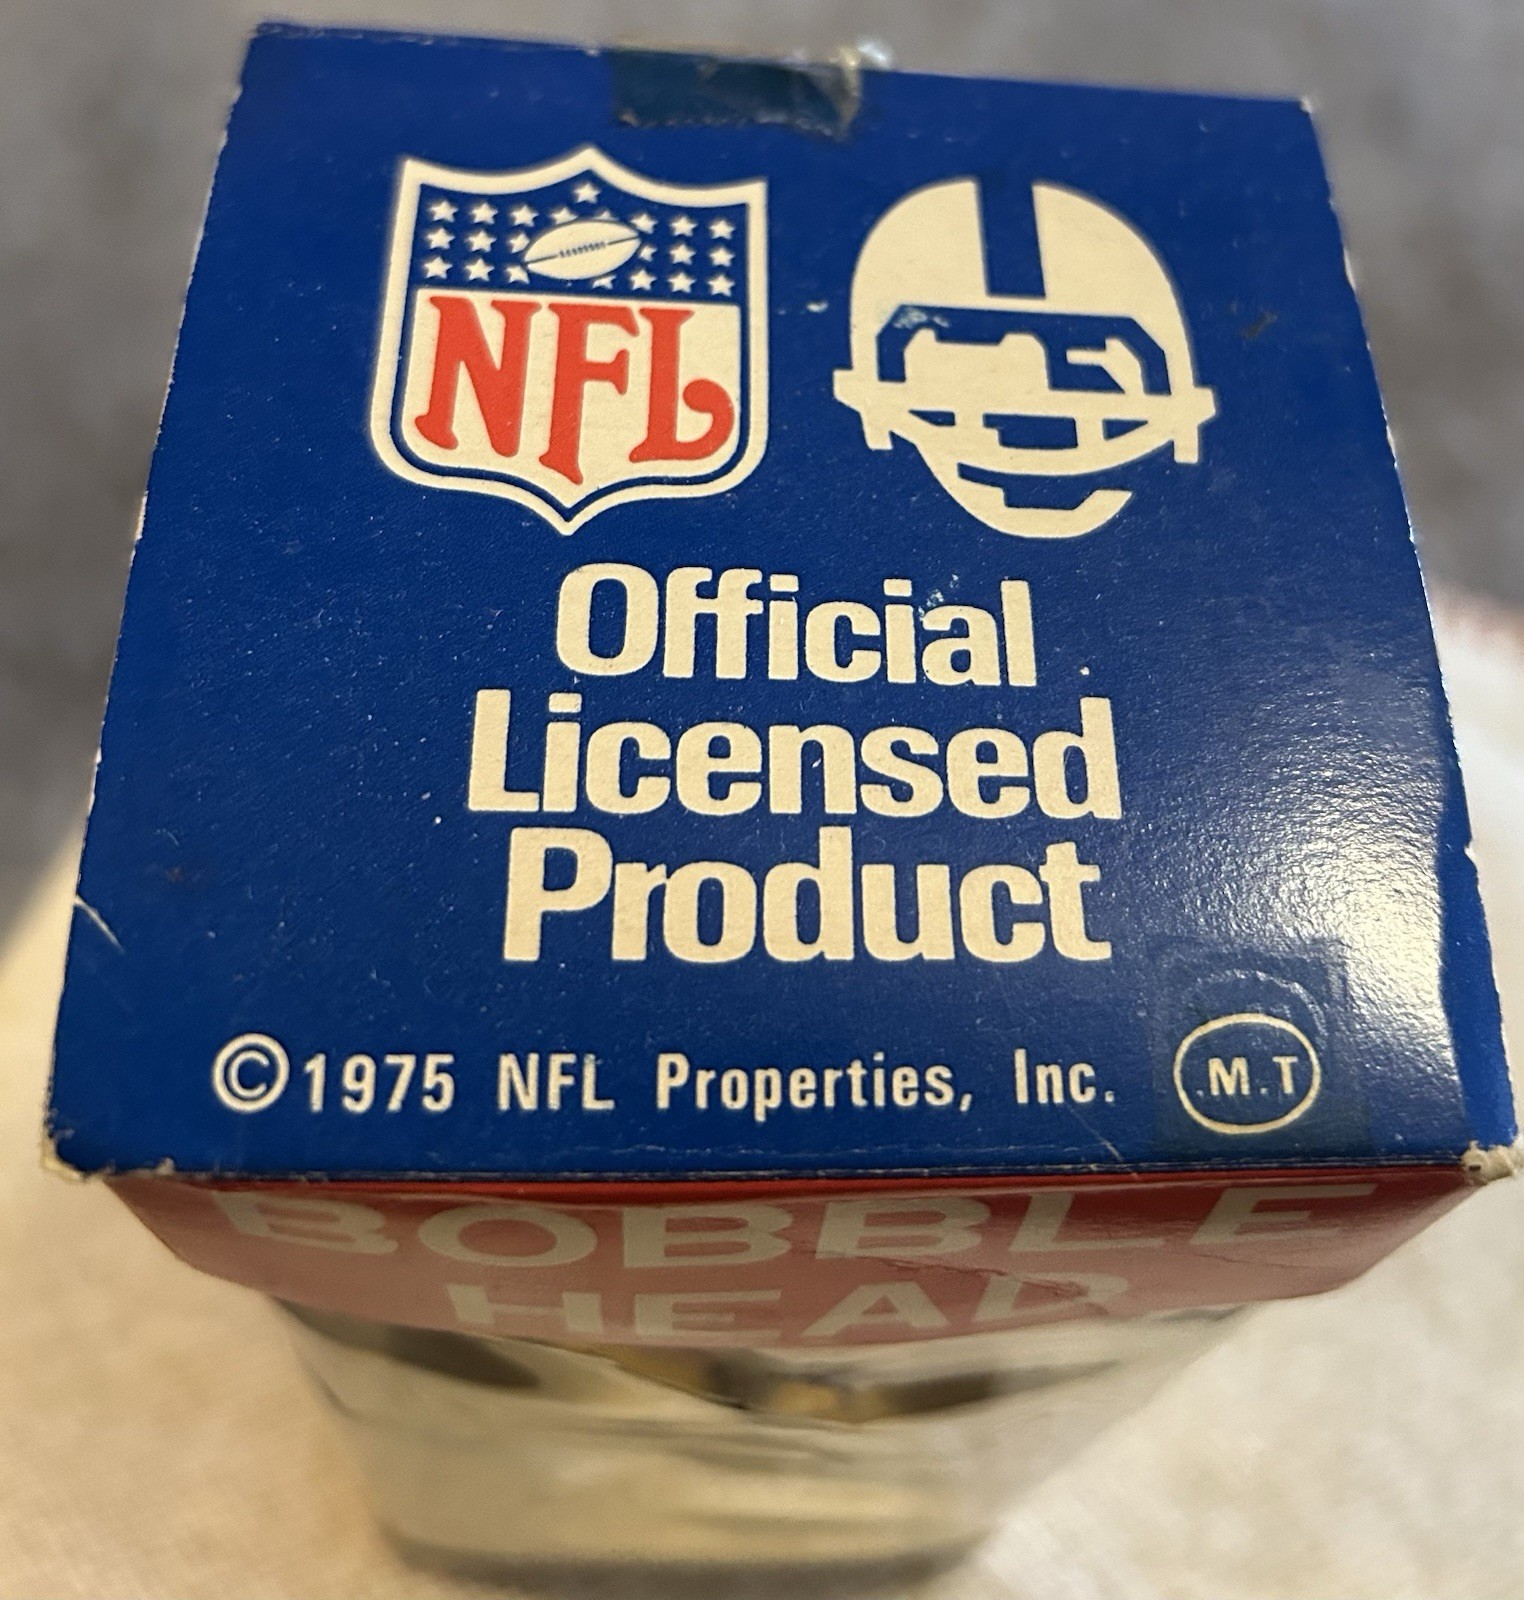 NFL
Official
Licensed
Product
©1975 NFL Properties, Inc. .M.T
BOBBLE
HEAD